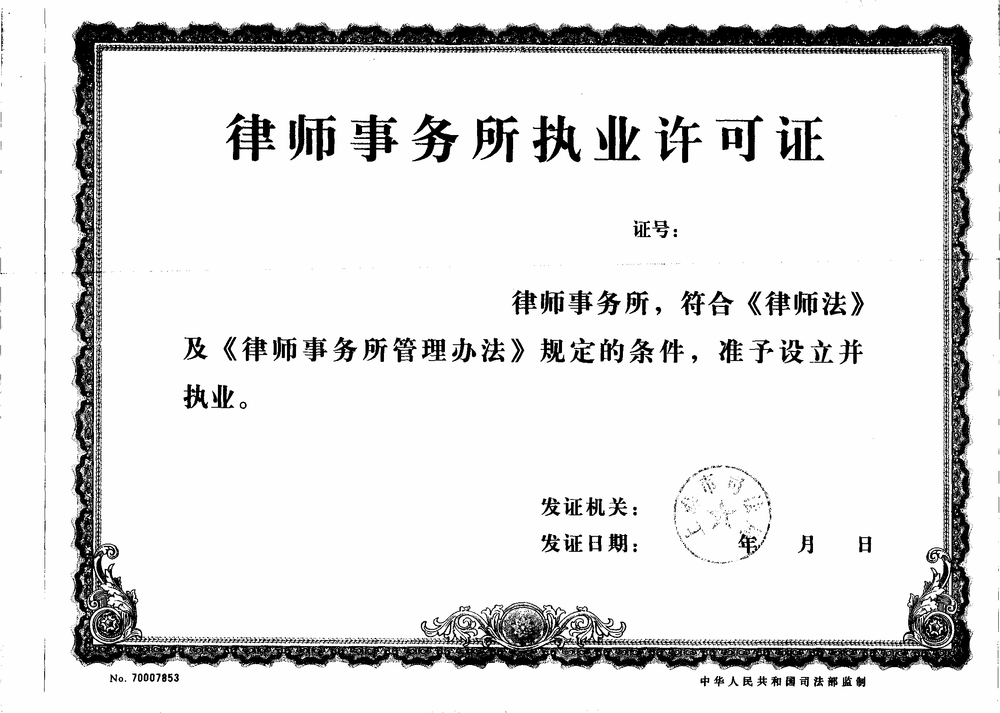 律师事务所执业许可证
证号：
律师事务所，符合《律师法》
及《律师事务所管理办法》规定的条件，准予设立并
执业。
发证机关：
发证日期： 年 月 日
No. 70007853
中华人民共和国司法部监制